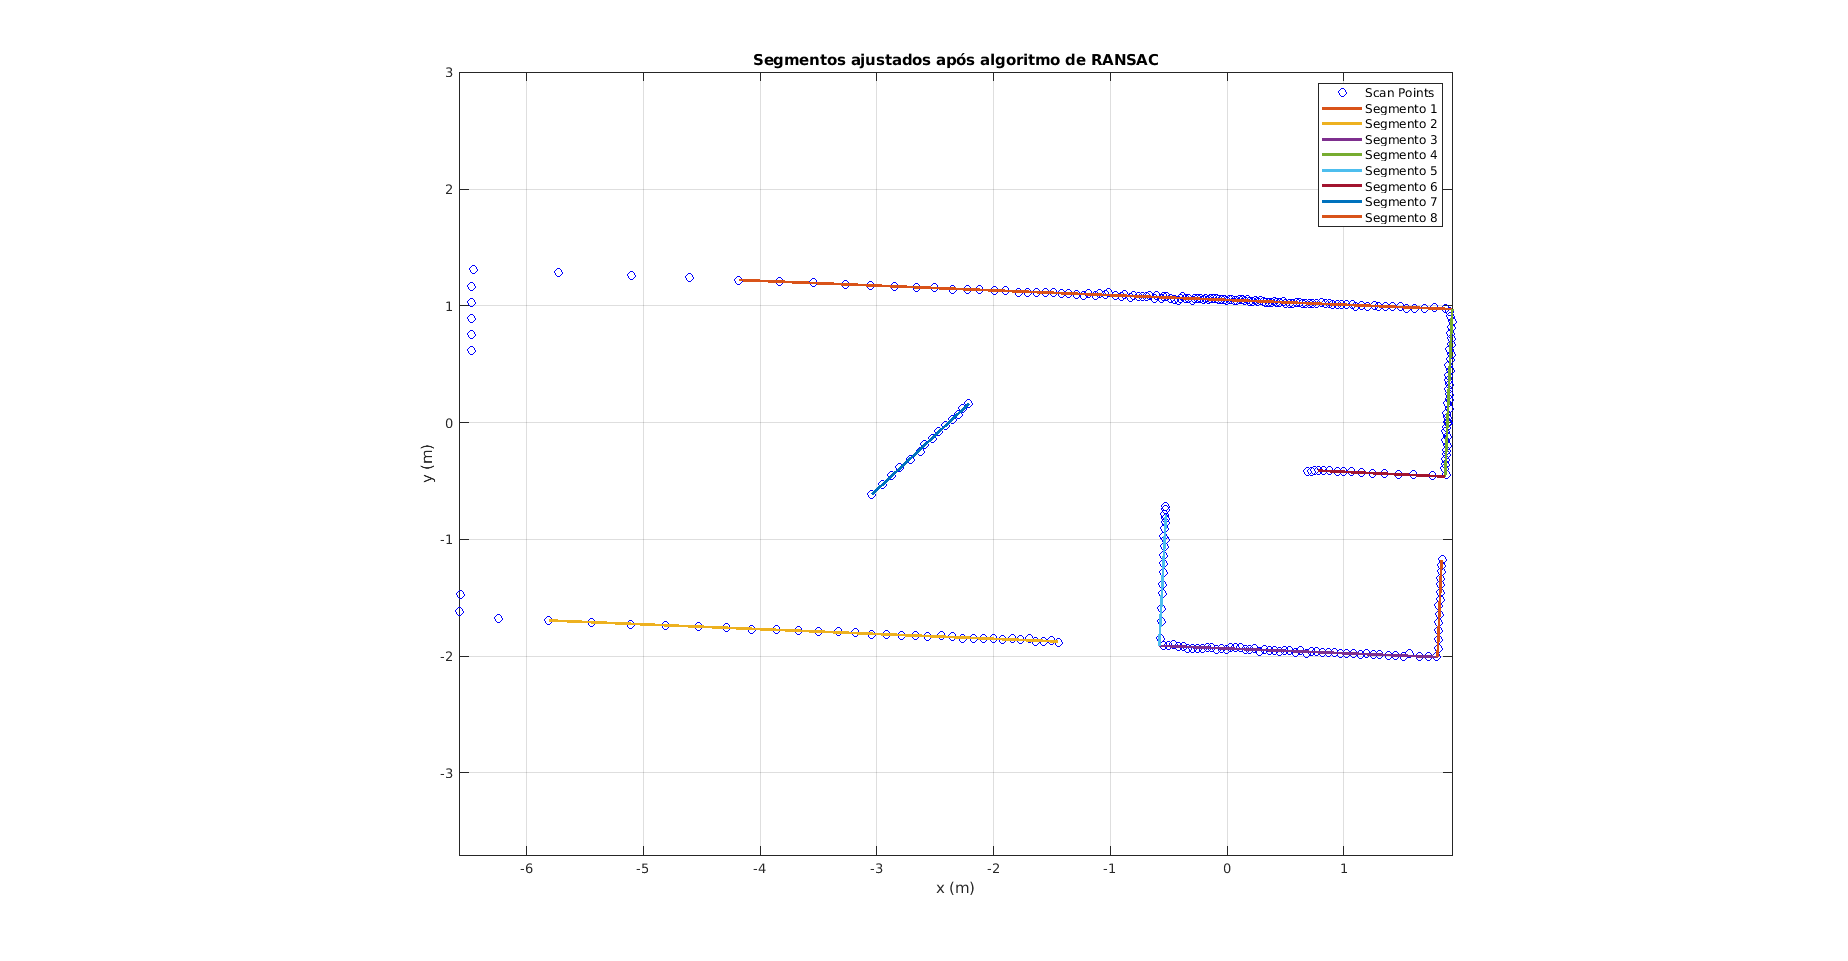 Segmentos ajustados após algoritmo de RANSAC
Scan Points
Segmento 1
Segmento 2
Segmento 3
Segmento 4
Segmento 5
Segmento 6
Segmento 7
Segmento 8
3
2
1
0
-1
-2
-3
y (m)
-6 -5 -4 -3 -2 -1 0 1
x (m)